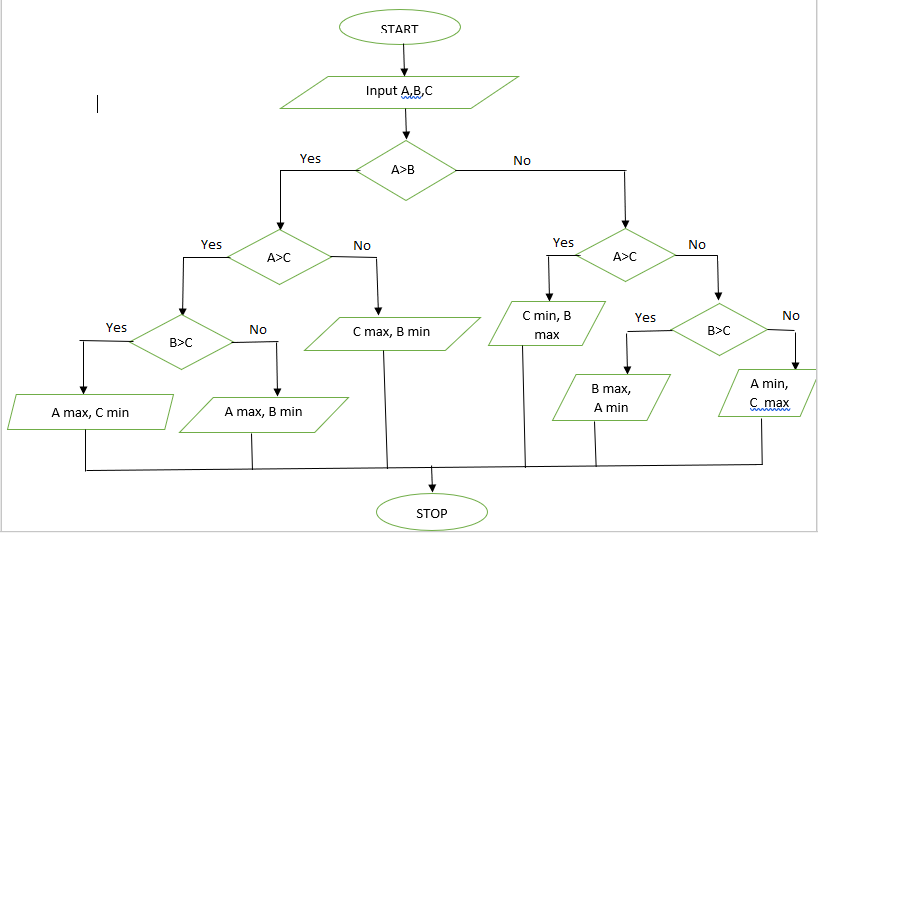 START
Input A,B,C
Yes
No
A>B
Yes
No
A>C
Yes
No
A>C
Yes
No
B>C
C max, B min
C min, B
max
Yes
No
B>C
A max, C min
A max, B min
B max,
A min
A min,
C max
STOP